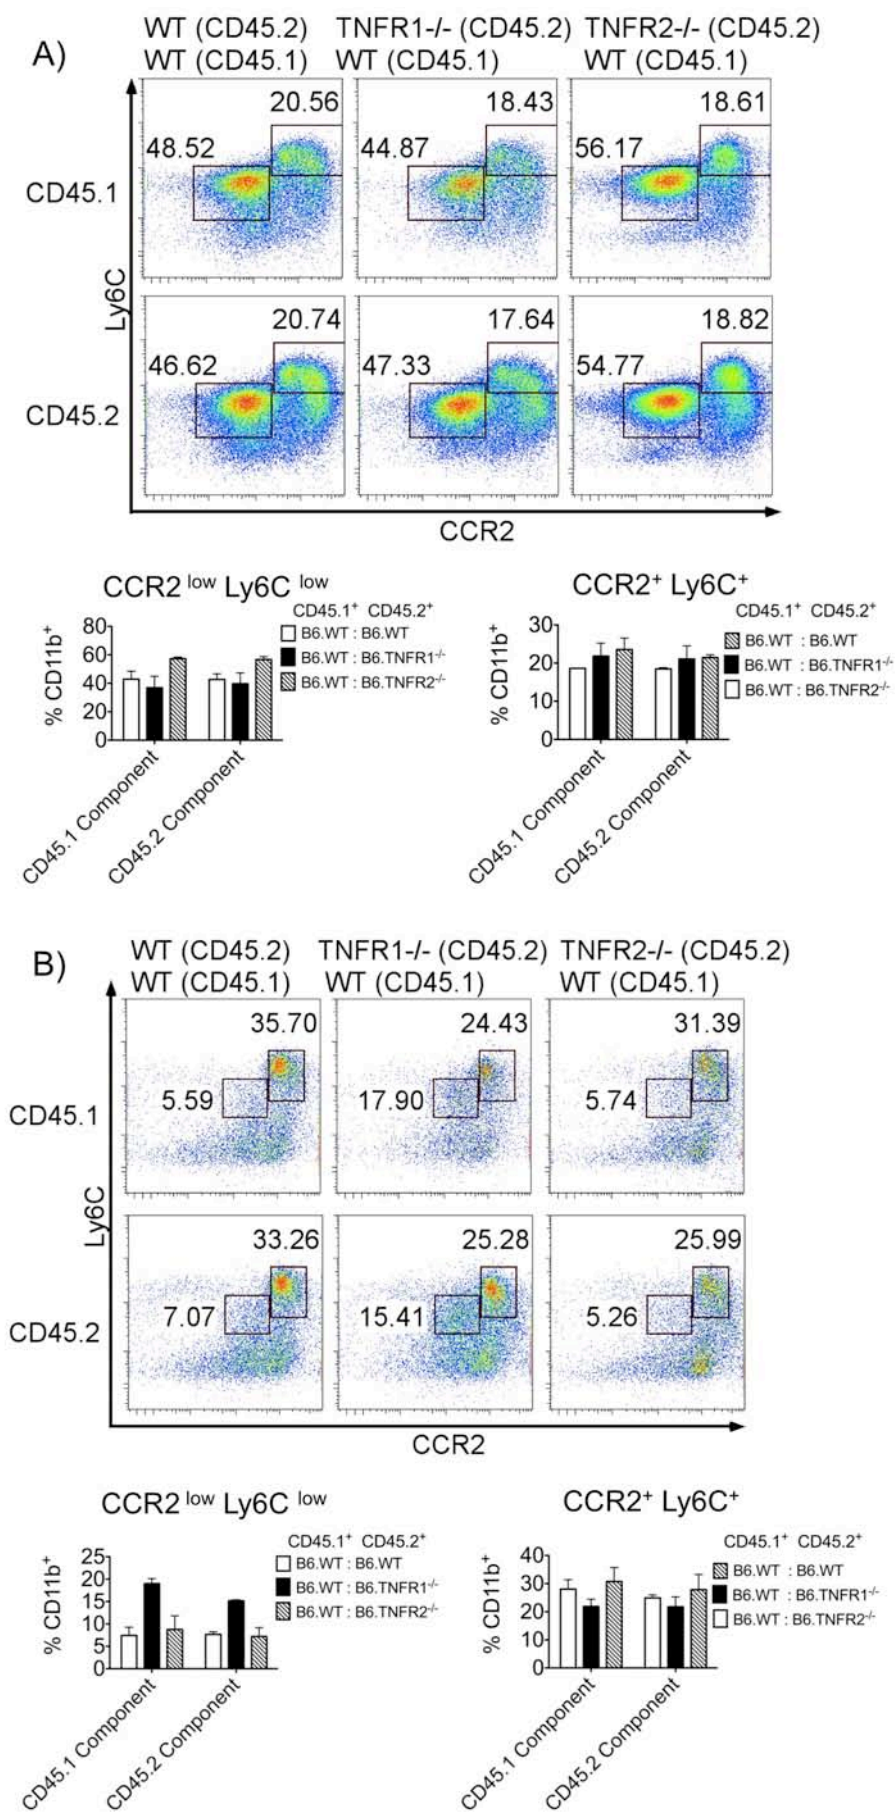 A)
WT (CD45.2) TNFR1-/- (CD45.2) TNFR2-/- (CD45.2)
WT (CD45.1) WT (CD45.1) WT (CD45.1)
20.56 18.43 18.61
48.52 44.87 56.17
CD45.1
Ly6C
20.74 17.64 18.82
46.62 47.33 54.77
CD45.2
CCR2
CCR2 low Ly6C low
CD45.1+ CD45.2+
B6.WT : B6.WT
B6.WT : B6.TNFR1-/-
B6.WT : B6.TNFR2-/-
% CD11b+
80
60
40
20
0
CD45.1 Component
CD45.2 Component
CCR2+ Ly6C+
CD45.1+ CD45.2+
B6.WT : B6.WT
B6.WT : B6.TNFR1-/-
B6.WT : B6.TNFR2-/-
% CD11b+
30
20
10
0
CD45.1 Component
CD45.2 Component
B)
WT (CD45.2) TNFR1-/- (CD45.2) TNFR2-/- (CD45.2)
WT (CD45.1) WT (CD45.1) WT (CD45.1)
35.70 24.43 31.39
5.59 17.90 5.74
CD45.1
Ly6C
33.26 25.28 25.99
7.07 15.41 5.26
CD45.2
CCR2
CCR2 low Ly6C low
CD45.1+ CD45.2+
B6.WT : B6.WT
B6.WT : B6.TNFR1-/-
B6.WT : B6.TNFR2-/-
% CD11b+
25
20
15
10
5
0
CD45.1 Component
CD45.2 Component
CCR2+ Ly6C+
CD45.1+ CD45.2+
B6.WT : B6.WT
B6.WT : B6.TNFR1-/-
B6.WT : B6.TNFR2-/-
% CD11b+
40
30
20
10
0
CD45.1 Component
CD45.2 Component